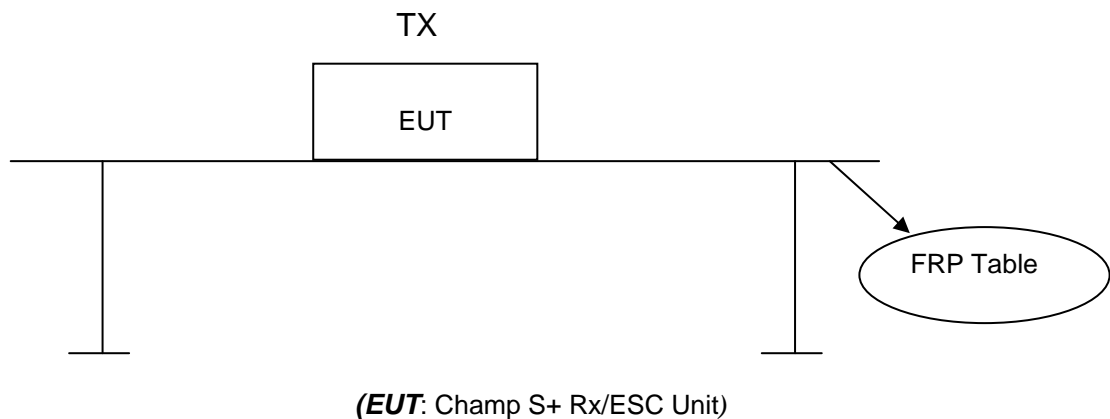 TX
EUT
FRP Table
(EUT: Champ S+ Rx/ESC Unit)